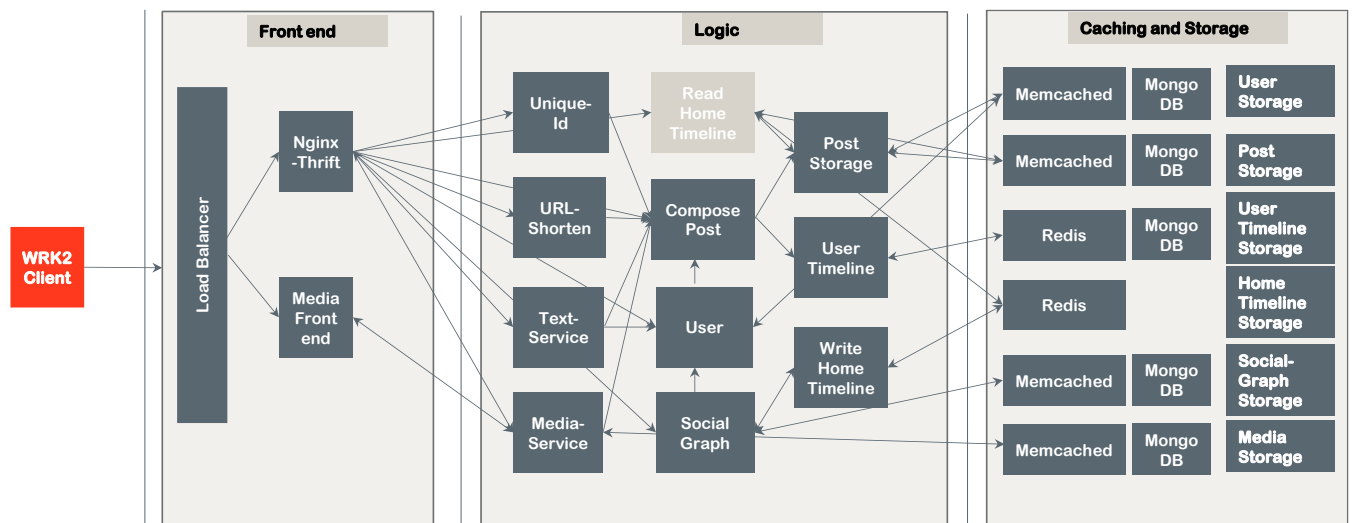 Front end
Logic
Caching and Storage
WRK2
Client
Load Balancer
Nginx
-Thrift
Media
Front
end
Unique-
Id
URL-
Shorten
Text-
Service
Media-
Service
Read
Home
Timeline
Compose
Post
User
Social
Graph
Post
Storage
User
Timeline
Write
Home
Timeline
Memcached
Mongo
DB
User
Storage
Memcached
Mongo
DB
Post
Storage
Redis
Mongo
DB
User
Timeline
Storage
Redis
Home
Timeline
Storage
Memcached
Mongo
DB
Social-
Graph
Storage
Memcached
Mongo
DB
Media
Storage